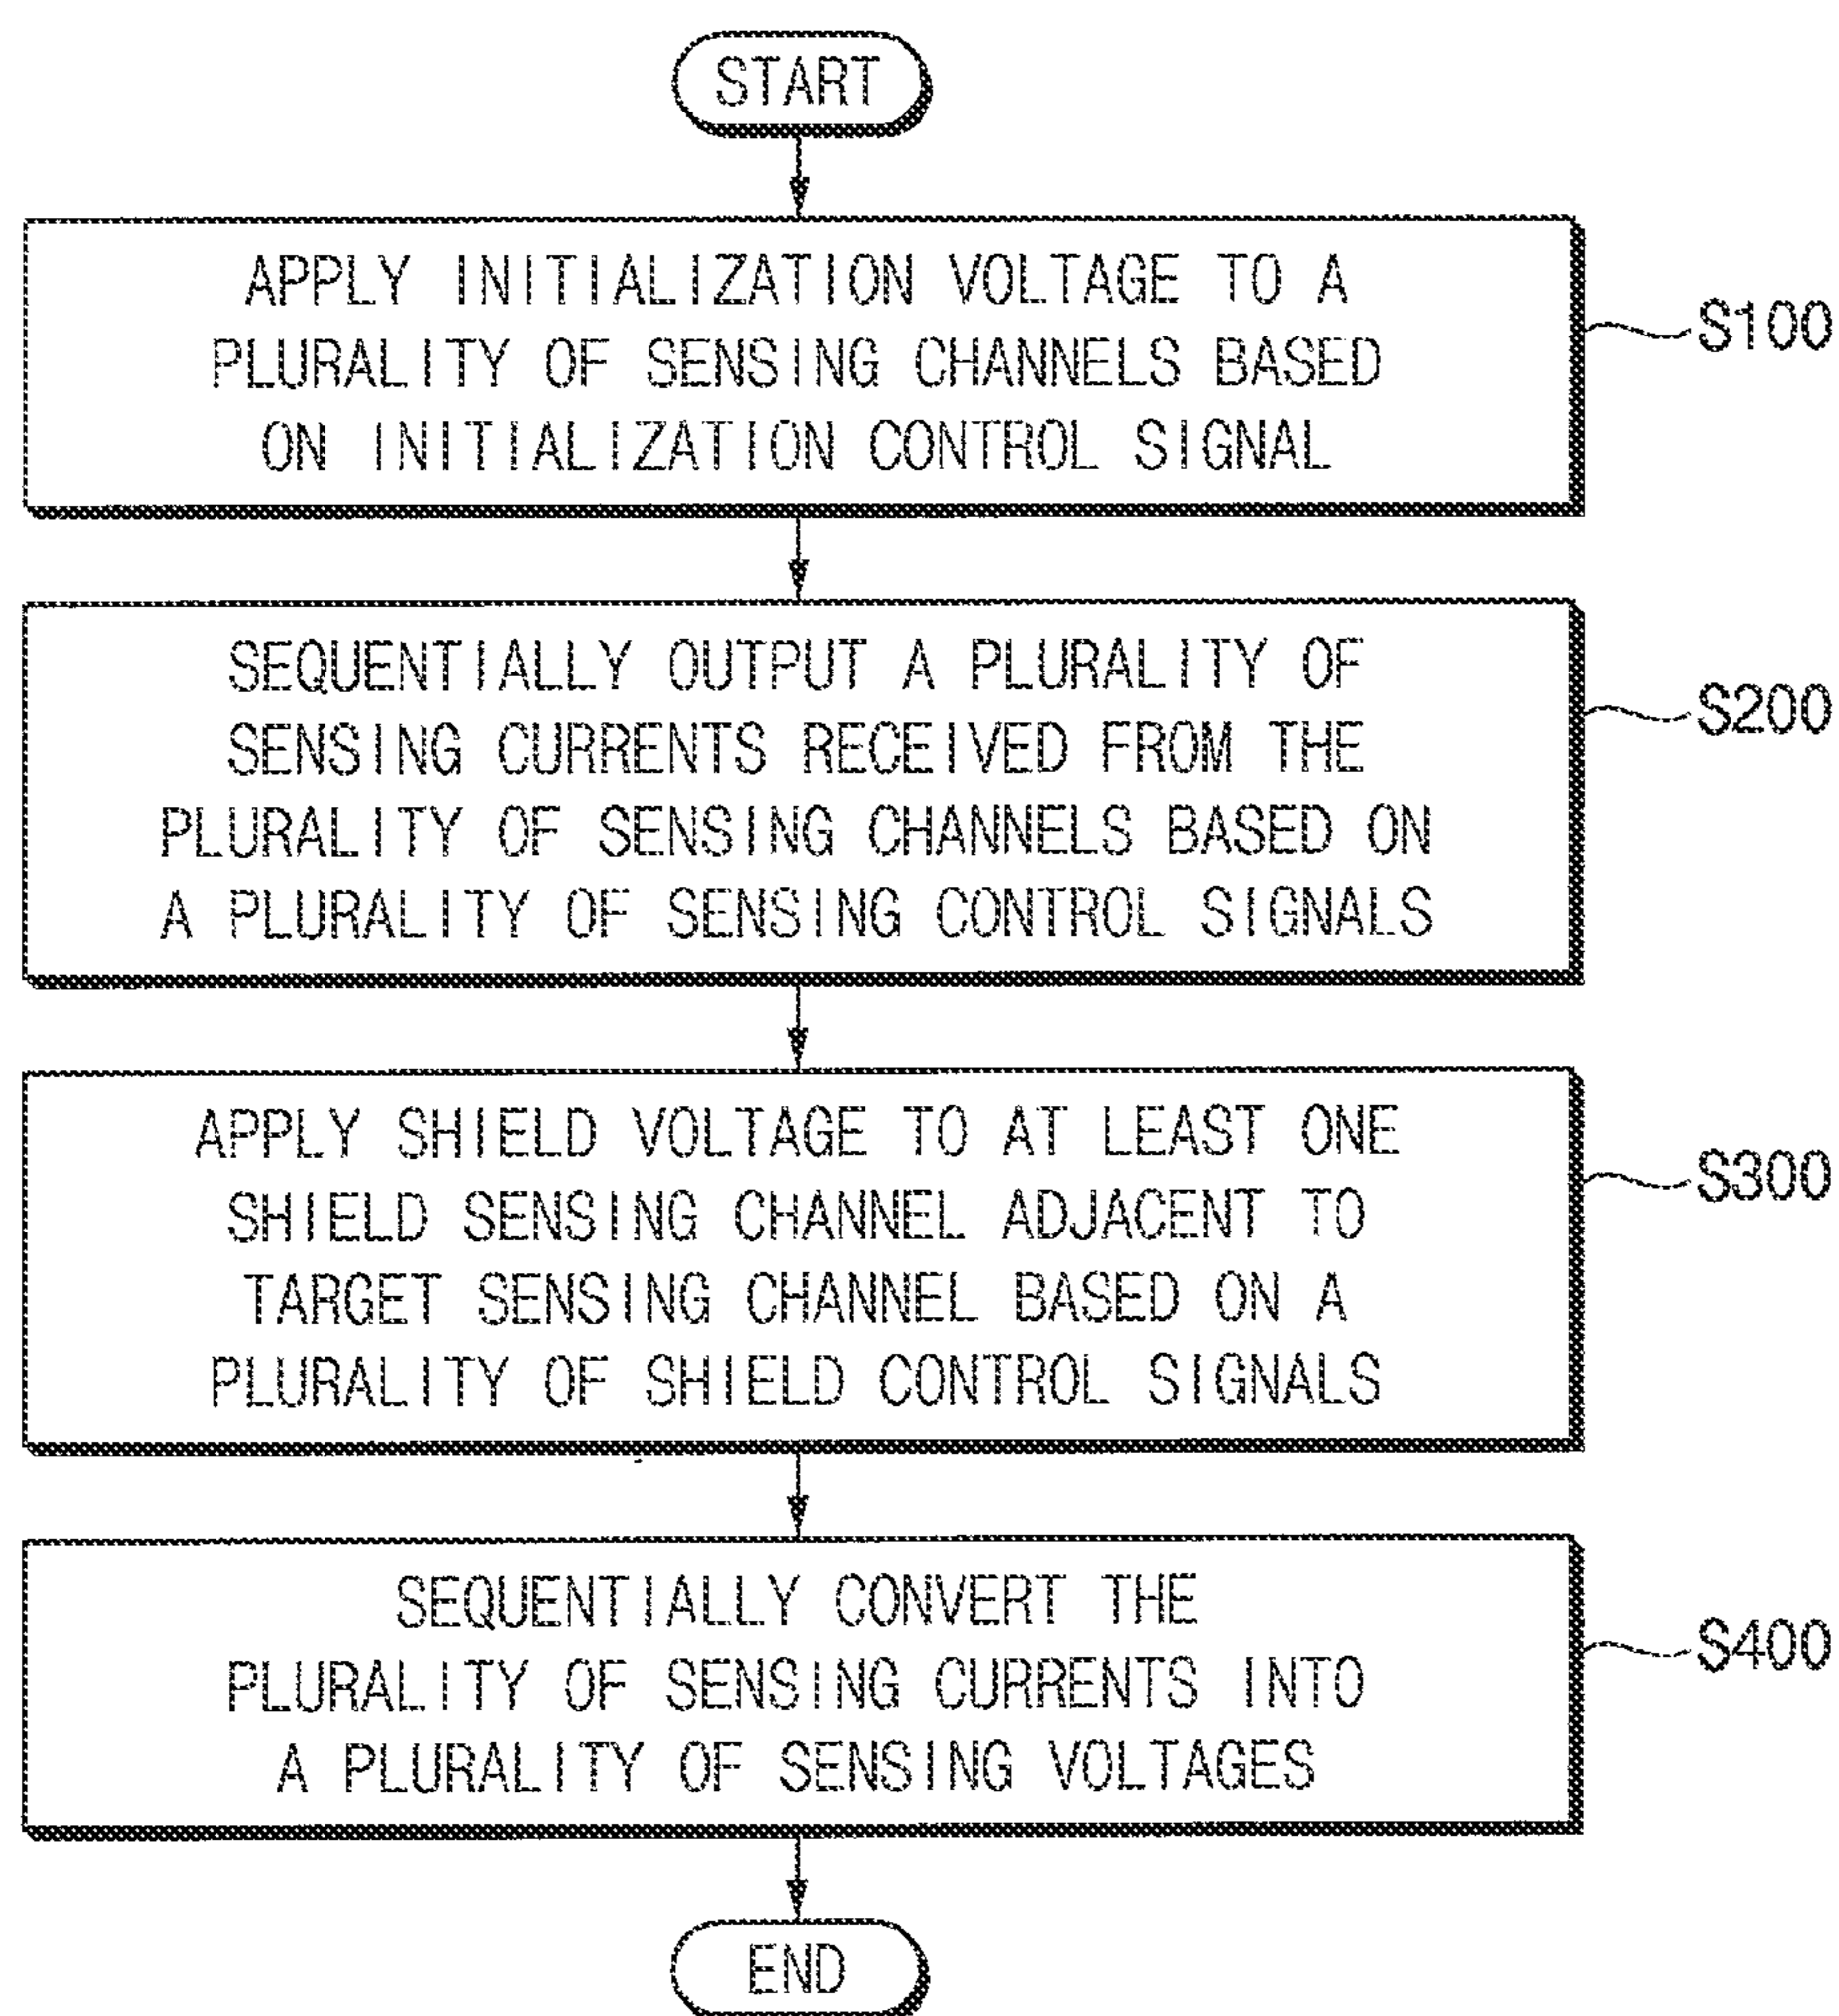 START
APPLY INITIALIZATION VOLTAGE TO A
PLURALITY OF SENSING CHANNELS BASED
ON INITIALIZATION CONTROL SIGNAL
S100
SEQUENTIALLY OUTPUT A PLURALITY OF
SENSING CURRENTS RECEIVED FROM THE
PLURALITY OF SENSING CHANNELS BASED ON
A PLURALITY OF SENSING CONTROL SIGNALS
S200
APPLY SHIELD VOLTAGE TO AT LEAST ONE
SHIELD SENSING CHANNEL ADJACENT TO
TARGET SENSING CHANNEL BASED ON A
PLURALITY OF SHIELD CONTROL SIGNALS
S300
SEQUENTIALLY CONVERT THE
PLURALITY OF SENSING CURRENTS INTO
A PLURALITY OF SENSING VOLTAGES
S400
END